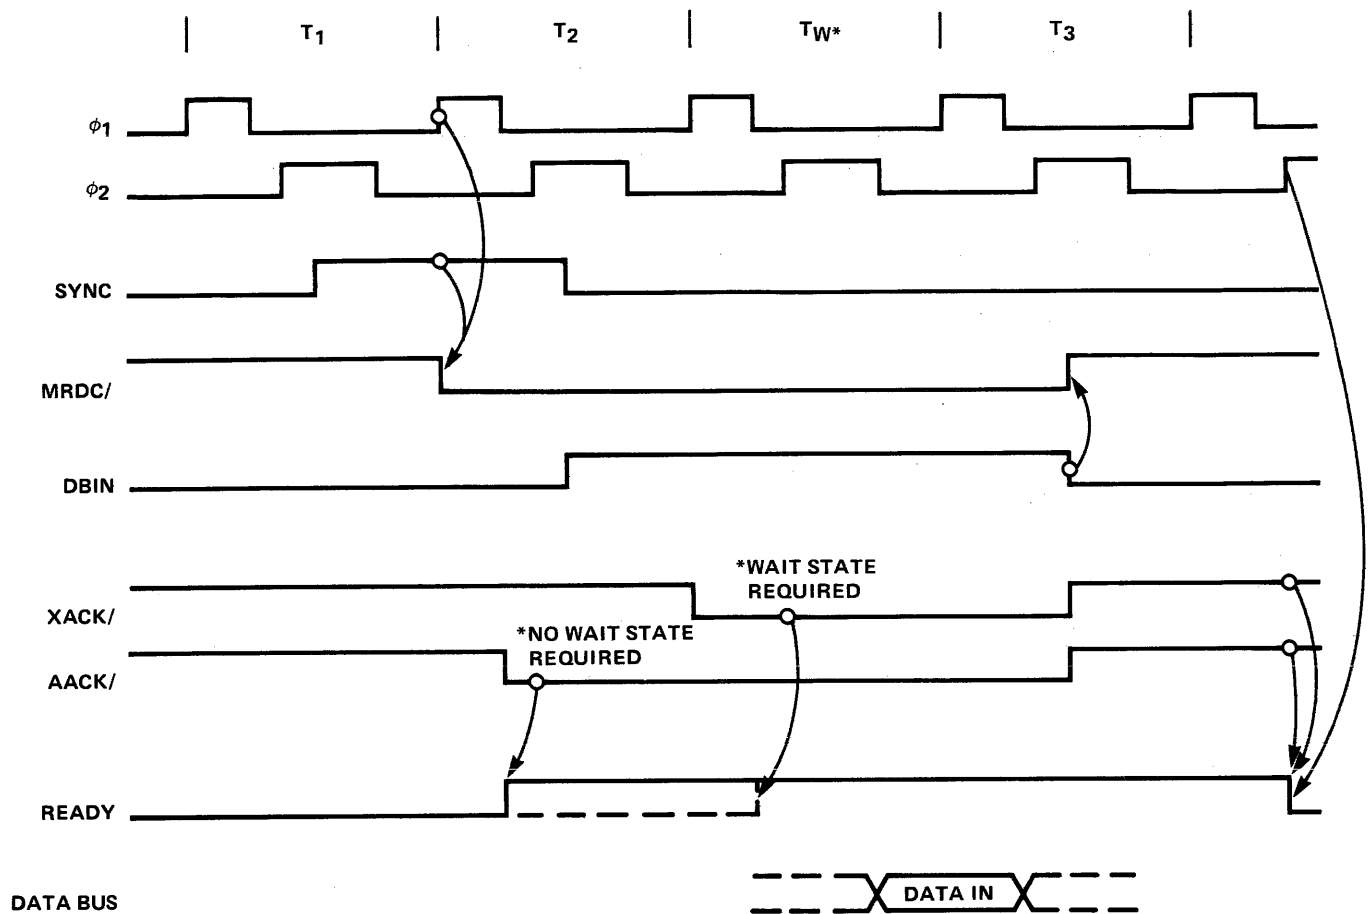 T1 T2 TW* T3
φ1
φ2
SYNC
MRDC/
DBIN
*WAIT STATE
REQUIRED
XACK/
*NO WAIT STATE
REQUIRED
AACK/
READY
DATA BUS DATA IN